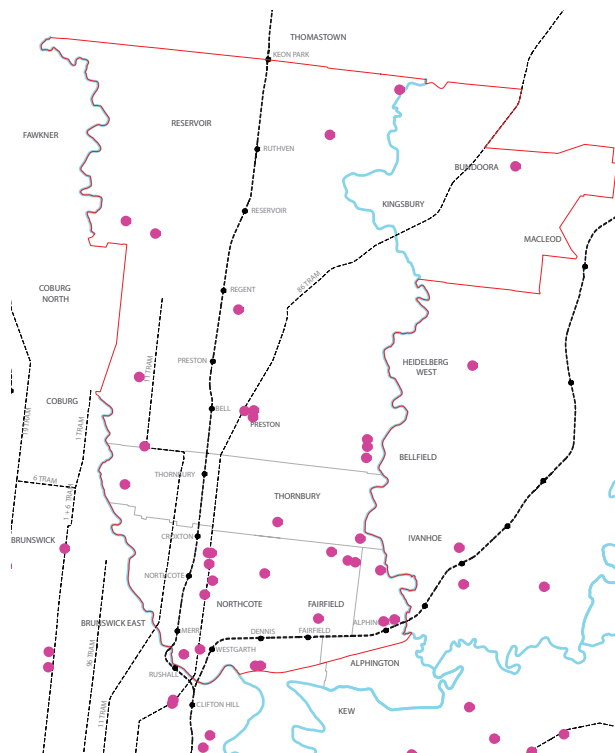 THOMASTOWN
KEON PARK
RESERVOIR
FAWKNER
RUTHVEN
BUNDOORA
KINGSBURY
RESERVOIR
MACLEOD
COBURG
NORTH
REGENT
86 TRAM
PRESTON
11 TRAM
HEIDELBERG
WEST
COBURG
19 TRAM
1 TRAM
BELL
PRESTON
BELLFIELD
6 TRAM
THORNBURY
THORNBURY
1 + 6 TRAM
CROXTON
BRUNSWICK
IVANHOE
NORTHCOTE
NORTHCOTE
FAIRFIELD
BRUNSWICK EAST
MERRI
DENNIS
FAIRFIELD
ALPHIN
96 TRAM
WESTGARTH
RUSHALL
ALPHINGTON
11 TRAM
CLIFTON HILL
KEW